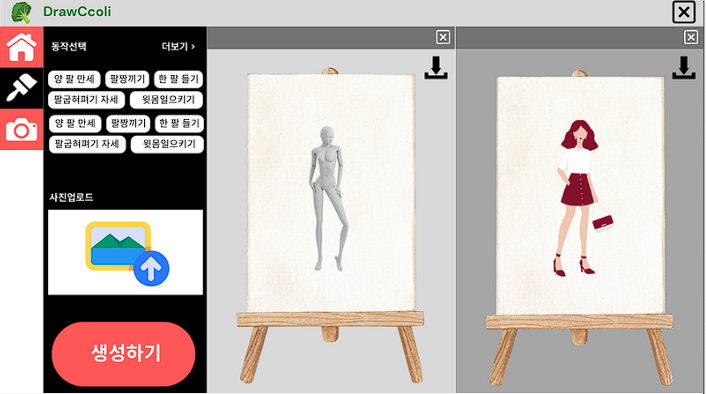 DrawCcoli
동작선택 더보기 >
양 팔 만세 팔짱끼기 한 팔 들기
팔굽혀펴기 자세 윗몸일으키기
양 팔 만세 팔짱끼기 한 팔 들기
팔굽혀펴기 자세 윗몸일으키기
사진업로드
생성하기